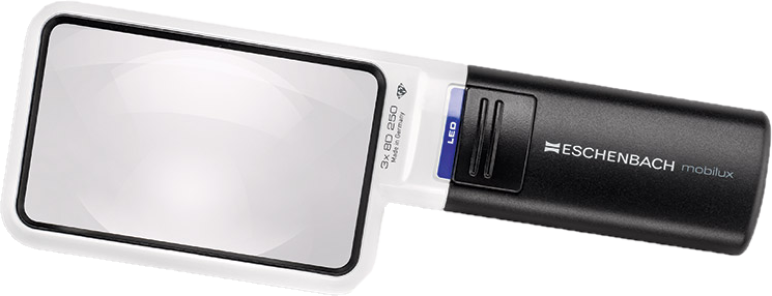 3x 8D 250
Made in Germany
LED
ESCHENBACH mobilux